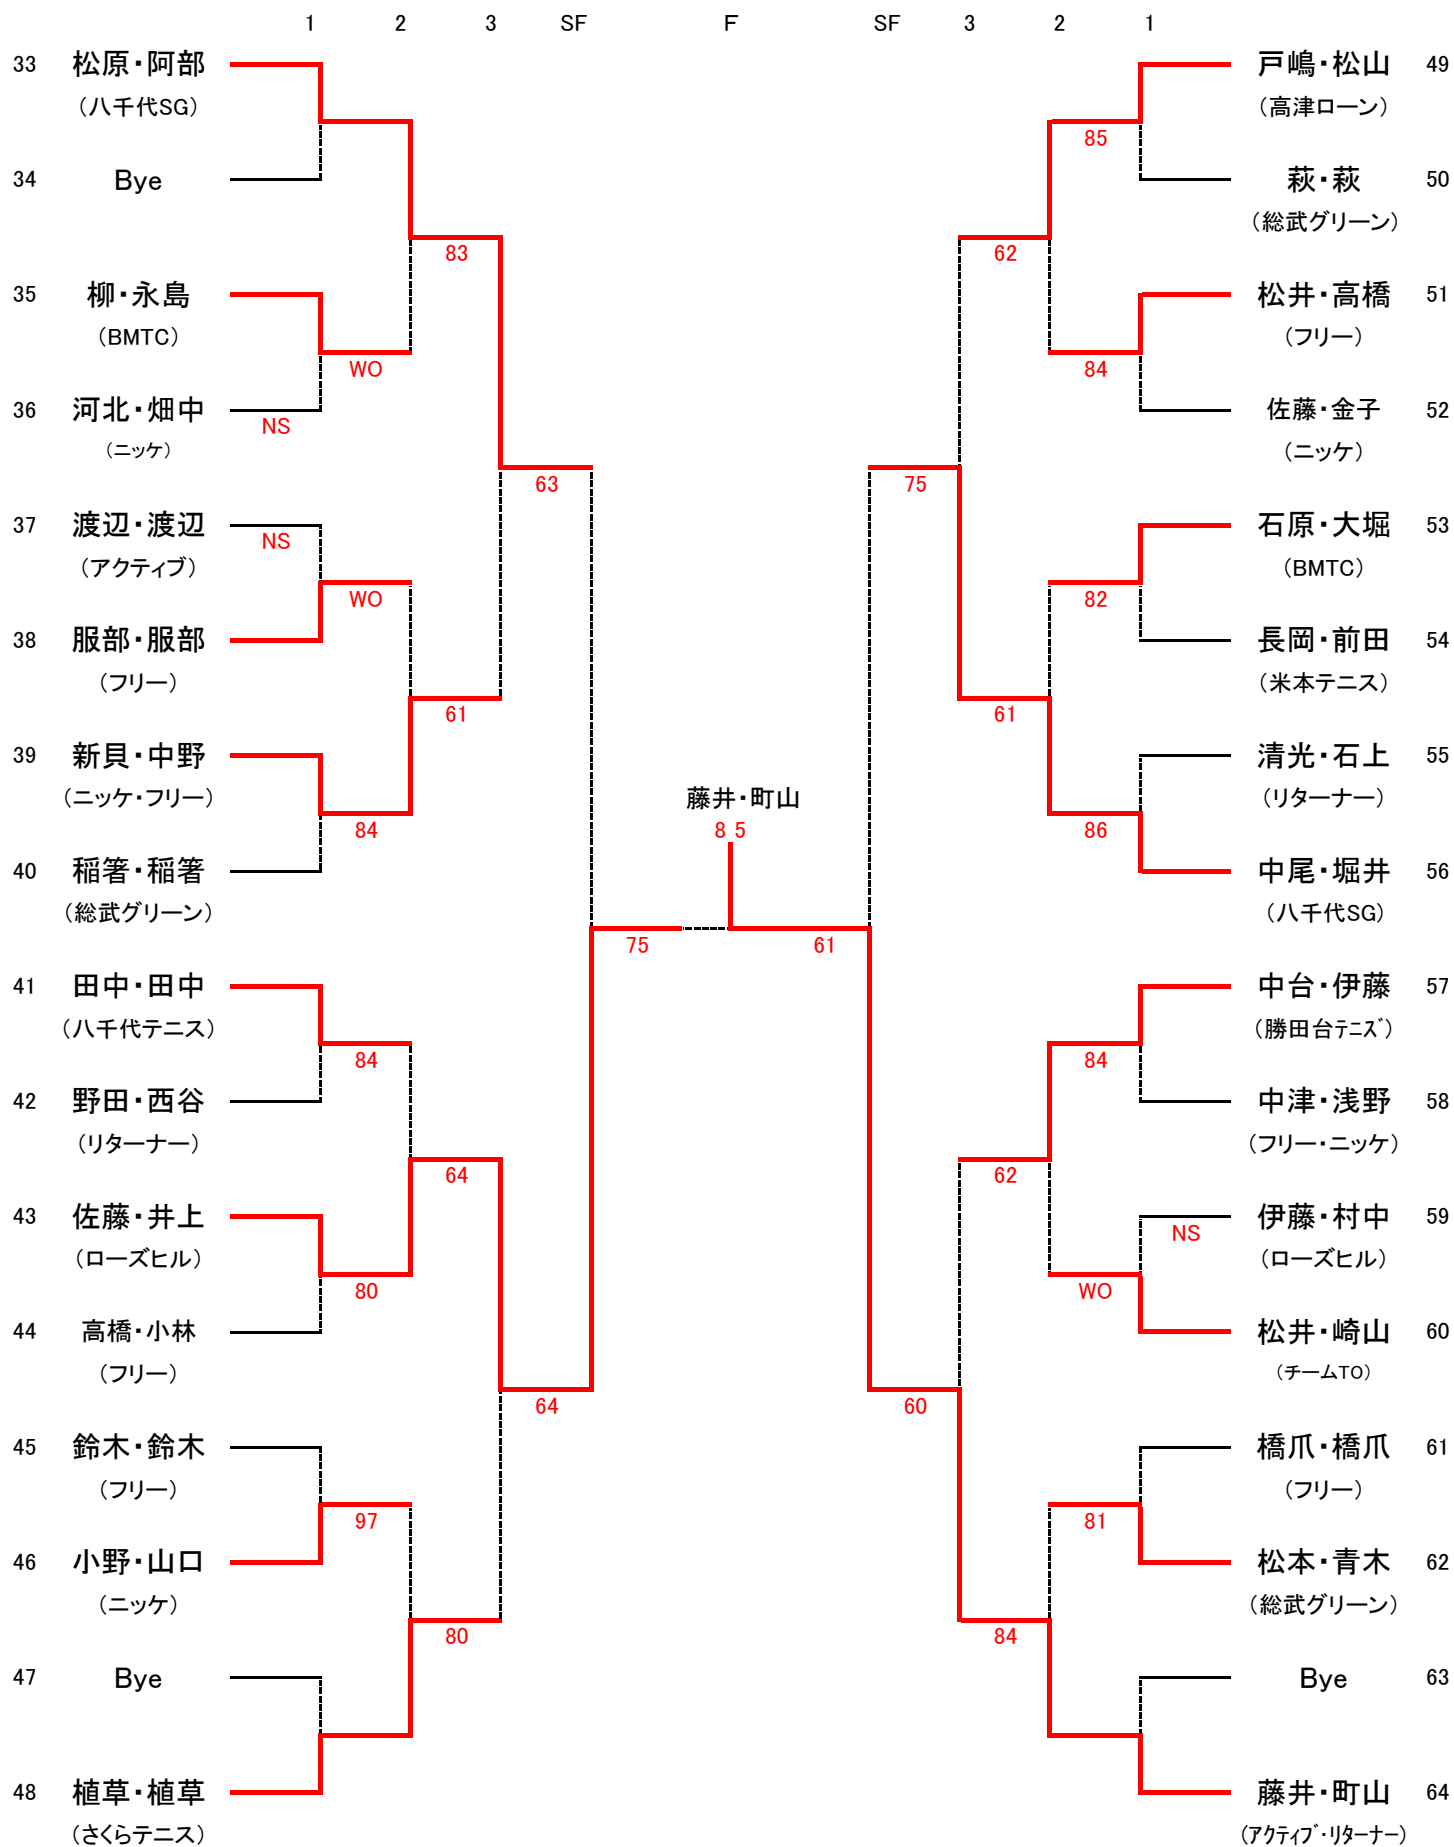 1 2 3 SF F SF 3 2 1
33 松原・阿部 戸嶋・松山 49
（八千代SG） （高津ローン）
85
34 Bye 萩・萩 50
（総武グリーン）
83 62
35 柳・永島 松井・高橋 51
（BMTC） （フリー）
WO 84
36 河北・畑中 佐藤・金子 52
NS
（ニッケ） （ニッケ）
63 75
37 渡辺・渡辺 石原・大堀 53
NS
（アクティブ） （BMTC）
WO 82
38 服部・服部 長岡・前田 54
（フリー） （米本テニス）
61 61
39 新貝・中野 清光・石上 55
（ニッケ・フリー） （リターナー）
藤井・町山
84 8 5 86
40 稲箸・稲箸 中尾・堀井 56
（総武グリーン） （八千代SG）
75 61
41 田中・田中 中台・伊藤 57
（八千代テニス） （勝田台テニス゛）
84 84
42 野田・西谷 中津・浅野 58
（リターナー） （フリー・ニッケ）
64 62
43 佐藤・井上 伊藤・村中 59
NS
（ローズヒル） （ローズヒル）
80 WO
44 高橋・小林 松井・崎山 60
（フリー） （チームTO）
64 60
45 鈴木・鈴木 橋爪・橋爪 61
（フリー） （フリー）
97 81
46 小野・山口 松本・青木 62
（ニッケ） （総武グリーン）
80 84
47 Bye Bye 63
48 植草・植草 藤井・町山 64
（さくらテニス） （アクティブ・リターナー）